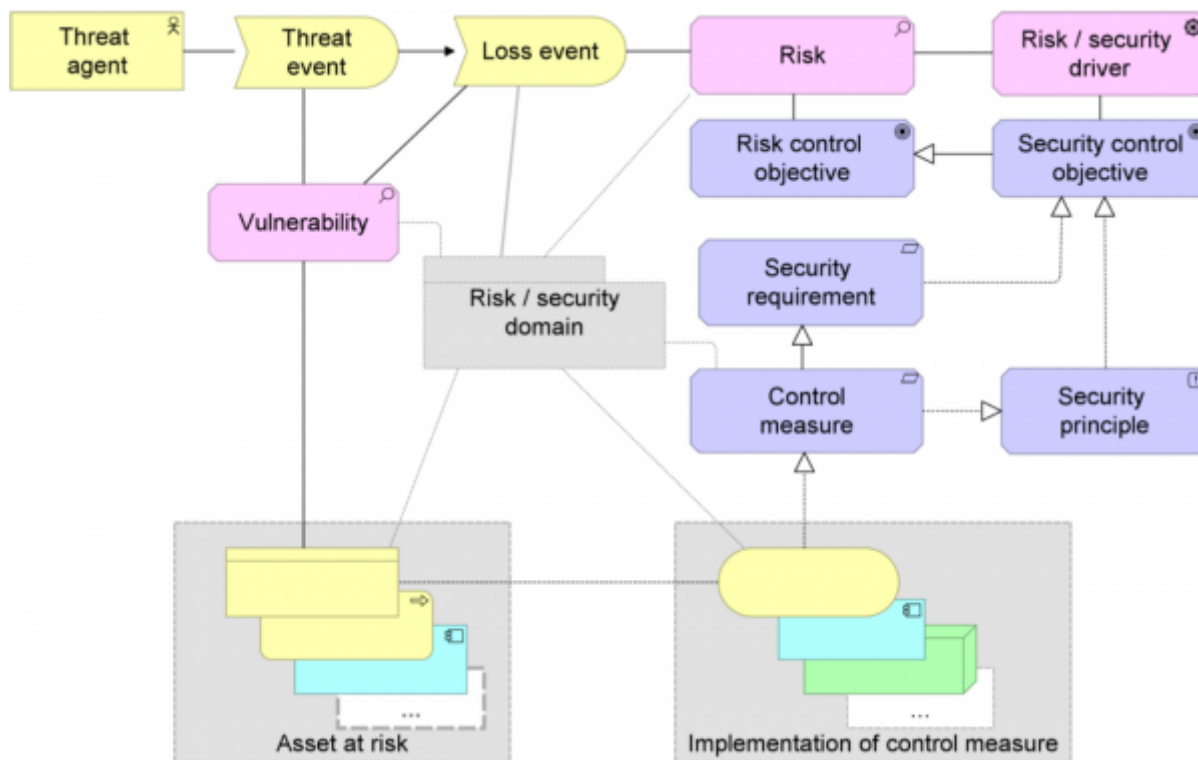 Threat
agent
Threat
event
Loss event
Risk
Risk / security
driver
Risk control
objective
Security control
objective
Vulnerability
Security
requirement
Risk / security
domain
Control
measure
Security
principle
...
Asset at risk
...
Implementation of control measure